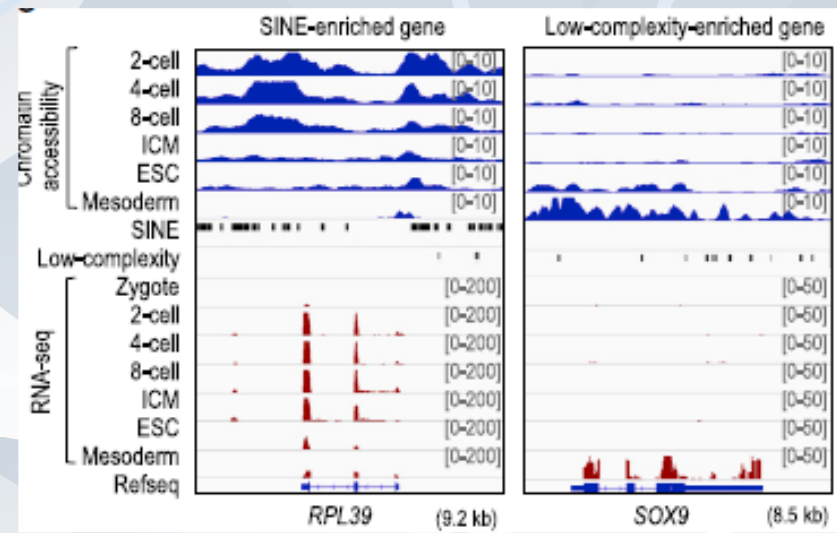 SINE-enriched gene Low-complexity-enriched gene
Chromatin accessibility
2-cell [0-10] [0-10]
4-cell [0-10] [0-10]
8-cell [0-10] [0-10]
ICM [0-10] [0-10]
ESC [0-10] [0-10]
Mesoderm [0-10] [0-10]
SINE
Low-complexity
RNA-seq
Zygote [0-200] [0-50]
2-cell [0-200] [0-50]
4-cell [0-200] [0-50]
8-cell [0-200] [0-50]
ICM [0-200] [0-50]
ESC [0-200] [0-50]
Mesoderm [0-200] [0-50]
Refseq
RPL39 (9.2 kb) SOX9 (8.5 kb)